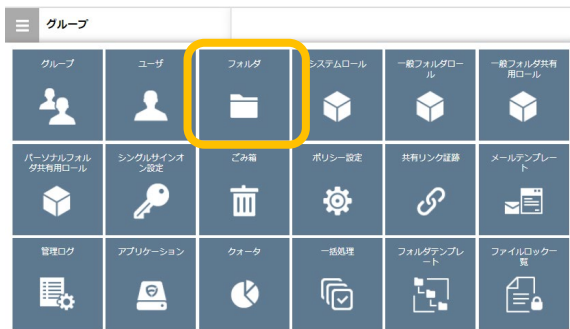 グループ
グループ
ユーザ
フォルダ
システムロール
一般フォルダロー
ル
一般フォルダ共有
用ロール
パーソナルフォル
ダ共有用ロール
シングルサインオ
ン設定
ごみ箱
ポリシー設定
共有リンク証跡
メールテンプレー
ト
管理ログ
アプリケーション
クォータ
一括処理
フォルダテンプレ
ート
ファイルロック一
覧